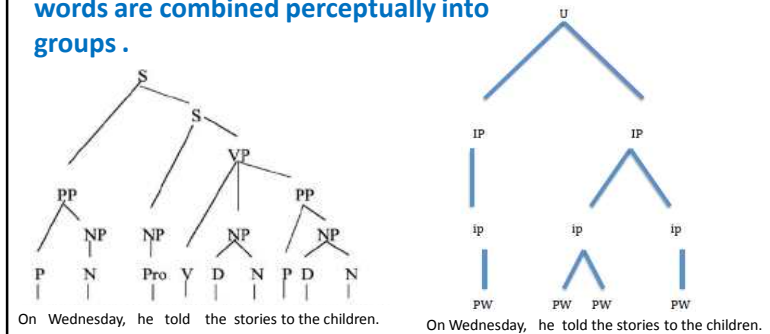 words are combined perceptually into
groups .
S
S
VP
PP PP
NP NP NP NP
P N Pro V D N P D N
On Wednesday, he told the stories to the children.
U
IP IP
ip ip ip
PW PW PW PW
On Wednesday, he told the stories to the children.